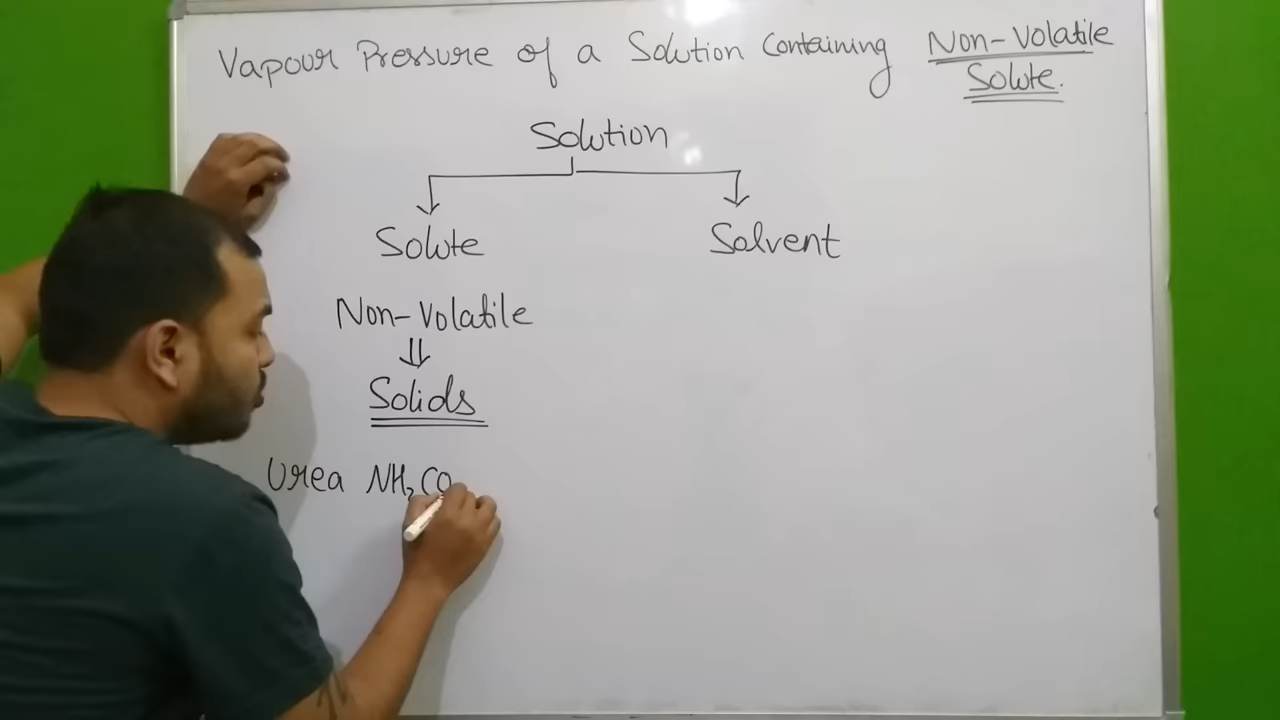 Vapour Pressure of a Solution Containing Non-Volatile
Solute.
Solution
Solute Solvent
Non-Volatile
Solids
Urea NH2CO